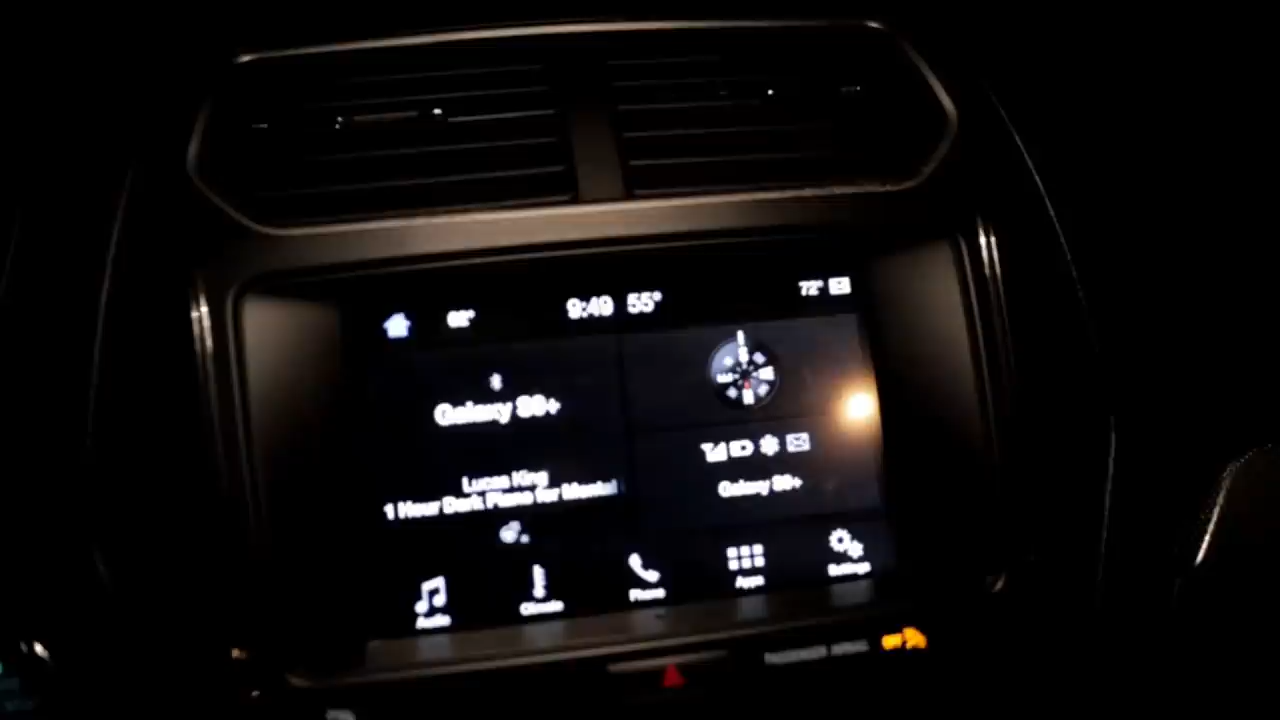 9:49 55°
72°
Galaxy S9+
Lucas King
1 Hour Dark Piano for Mental
Galaxy S9+
Audio
Climate
Phone
Apps
Settings